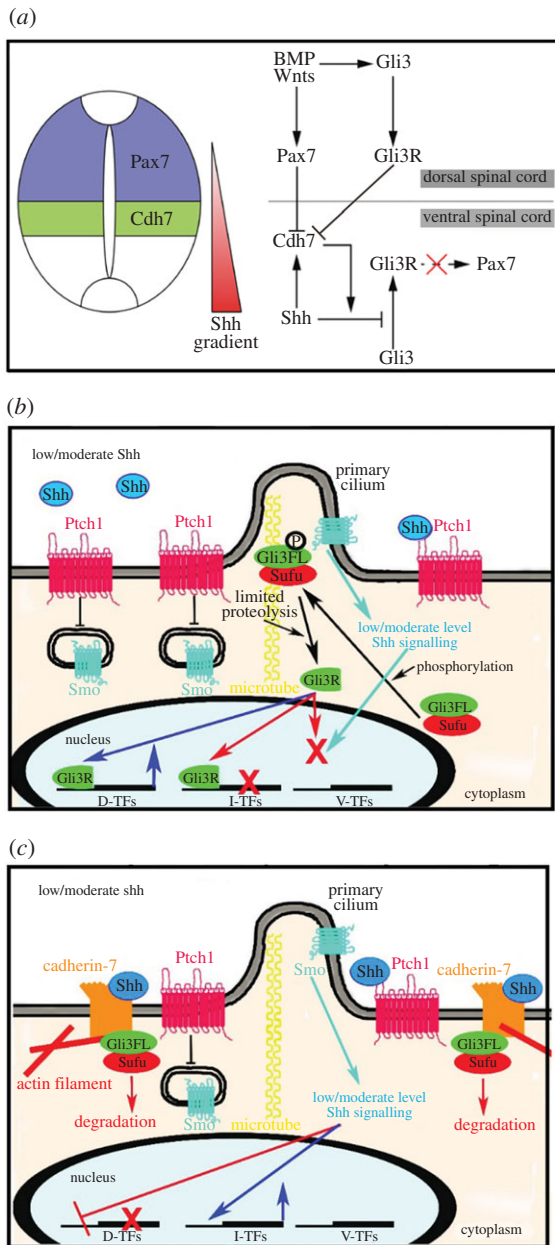 (a)
BMP
Wnts
Gli3
Pax7
Pax7
Gli3R
dorsal spinal cord
ventral spinal cord
Cdh7
Cdh7
Gli3R
Pax7
Shh
gradient
Shh
Gli3
(b)
low/moderate Shh
primary
cilium
Shh
Shh
Ptch1
Ptch1
Shh
Ptch1
P
Gli3FL
Sufu
limited
proteolysis
low/moderate level
Shh signalling
phosphorylation
Smo
Smo
microtube
Gli3R
Gli3FL
Sufu
nucleus
Gli3R
Gli3R
D-TFs
I-TFs
V-TFs
cytoplasm
(c)
low/moderate shh
primary
cilium
cadherin-7
Ptch1
Shh
Smo
Shh
Ptch1
cadherin-7
Shh
Gli3FL
Sufu
Gli3FL
Sufu
actin filament
degradation
Smo
microtube
low/moderate level
Shh signalling
degradation
nucleus
D-TFs
I-TFs
V-TFs
cytoplasm